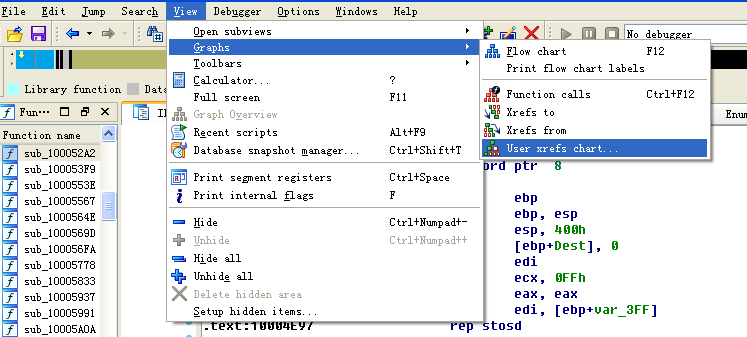 File Edit Jump Search View Debugger Options Windows Help
No debugger
Library function Data
Fun...
Function name
sub_100052A2
sub_100053F9
sub_1000553E
sub_10005567
sub_1000564E
sub_1000569D
sub_100056FA
sub_10005778
sub_10005833
sub_10005937
sub_10005991
sub_10005A0A
Open subviews
Graphs
Toolbars
Calculator... ?
Full screen F11
Graph Overview
Recent scripts Alt+F9
Database snapshot manager... Ctrl+Shift+T
Print segment registers Ctrl+Space
Print internal flags F
Hide Ctrl+Numpad+-
Unhide Ctrl+Numpad++
Hide all
Unhide all
Delete hidden area
Setup hidden items...
Flow chart F12
Print flow chart labels
Function calls Ctrl+F12
Xrefs to
Xrefs from
User xrefs chart...
Enum
ord ptr 8
ebp
ebp, esp
esp, 400h
[ebp+Dest], 0
edi
ecx, 0FFh
eax, eax
edi, [ebp+var_3FF]
.text:10004E97 rep stosd